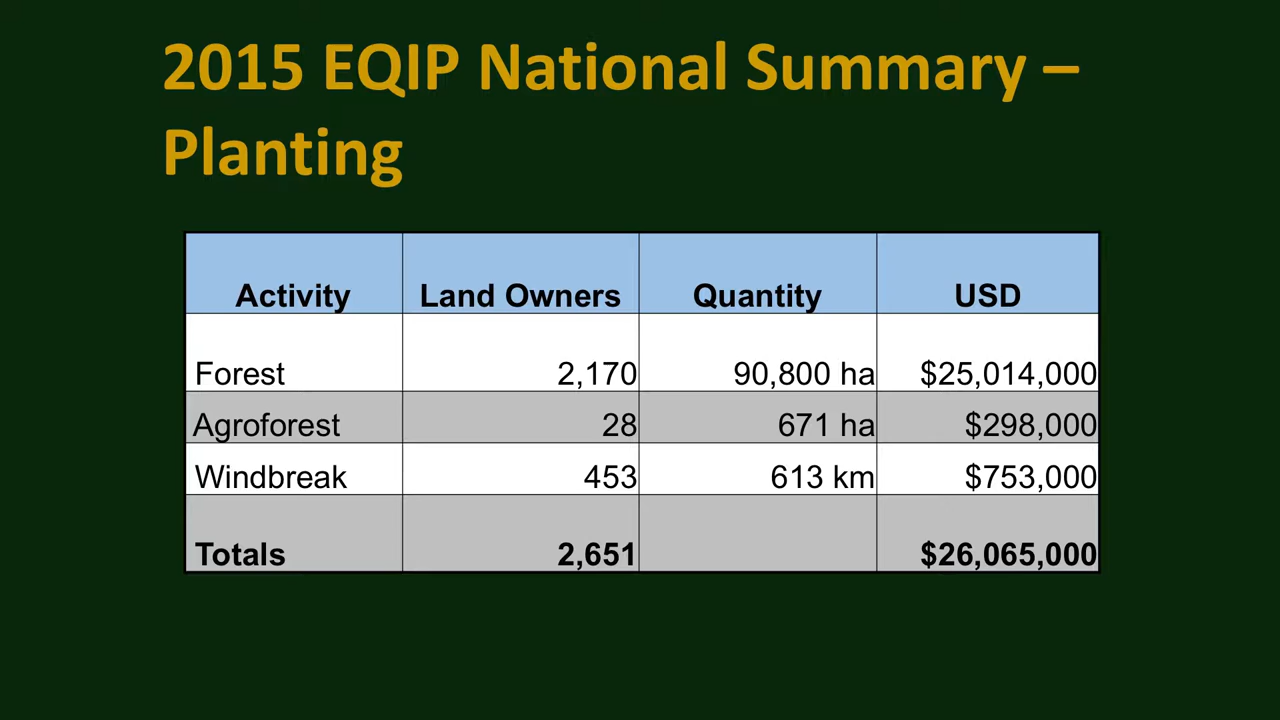 2015 EQIP National Summary –
Planting
Activity Land Owners Quantity USD
Forest 2,170 90,800 ha $25,014,000
Agroforest 28 671 ha $298,000
Windbreak 453 613 km $753,000
Totals 2,651 $26,065,000